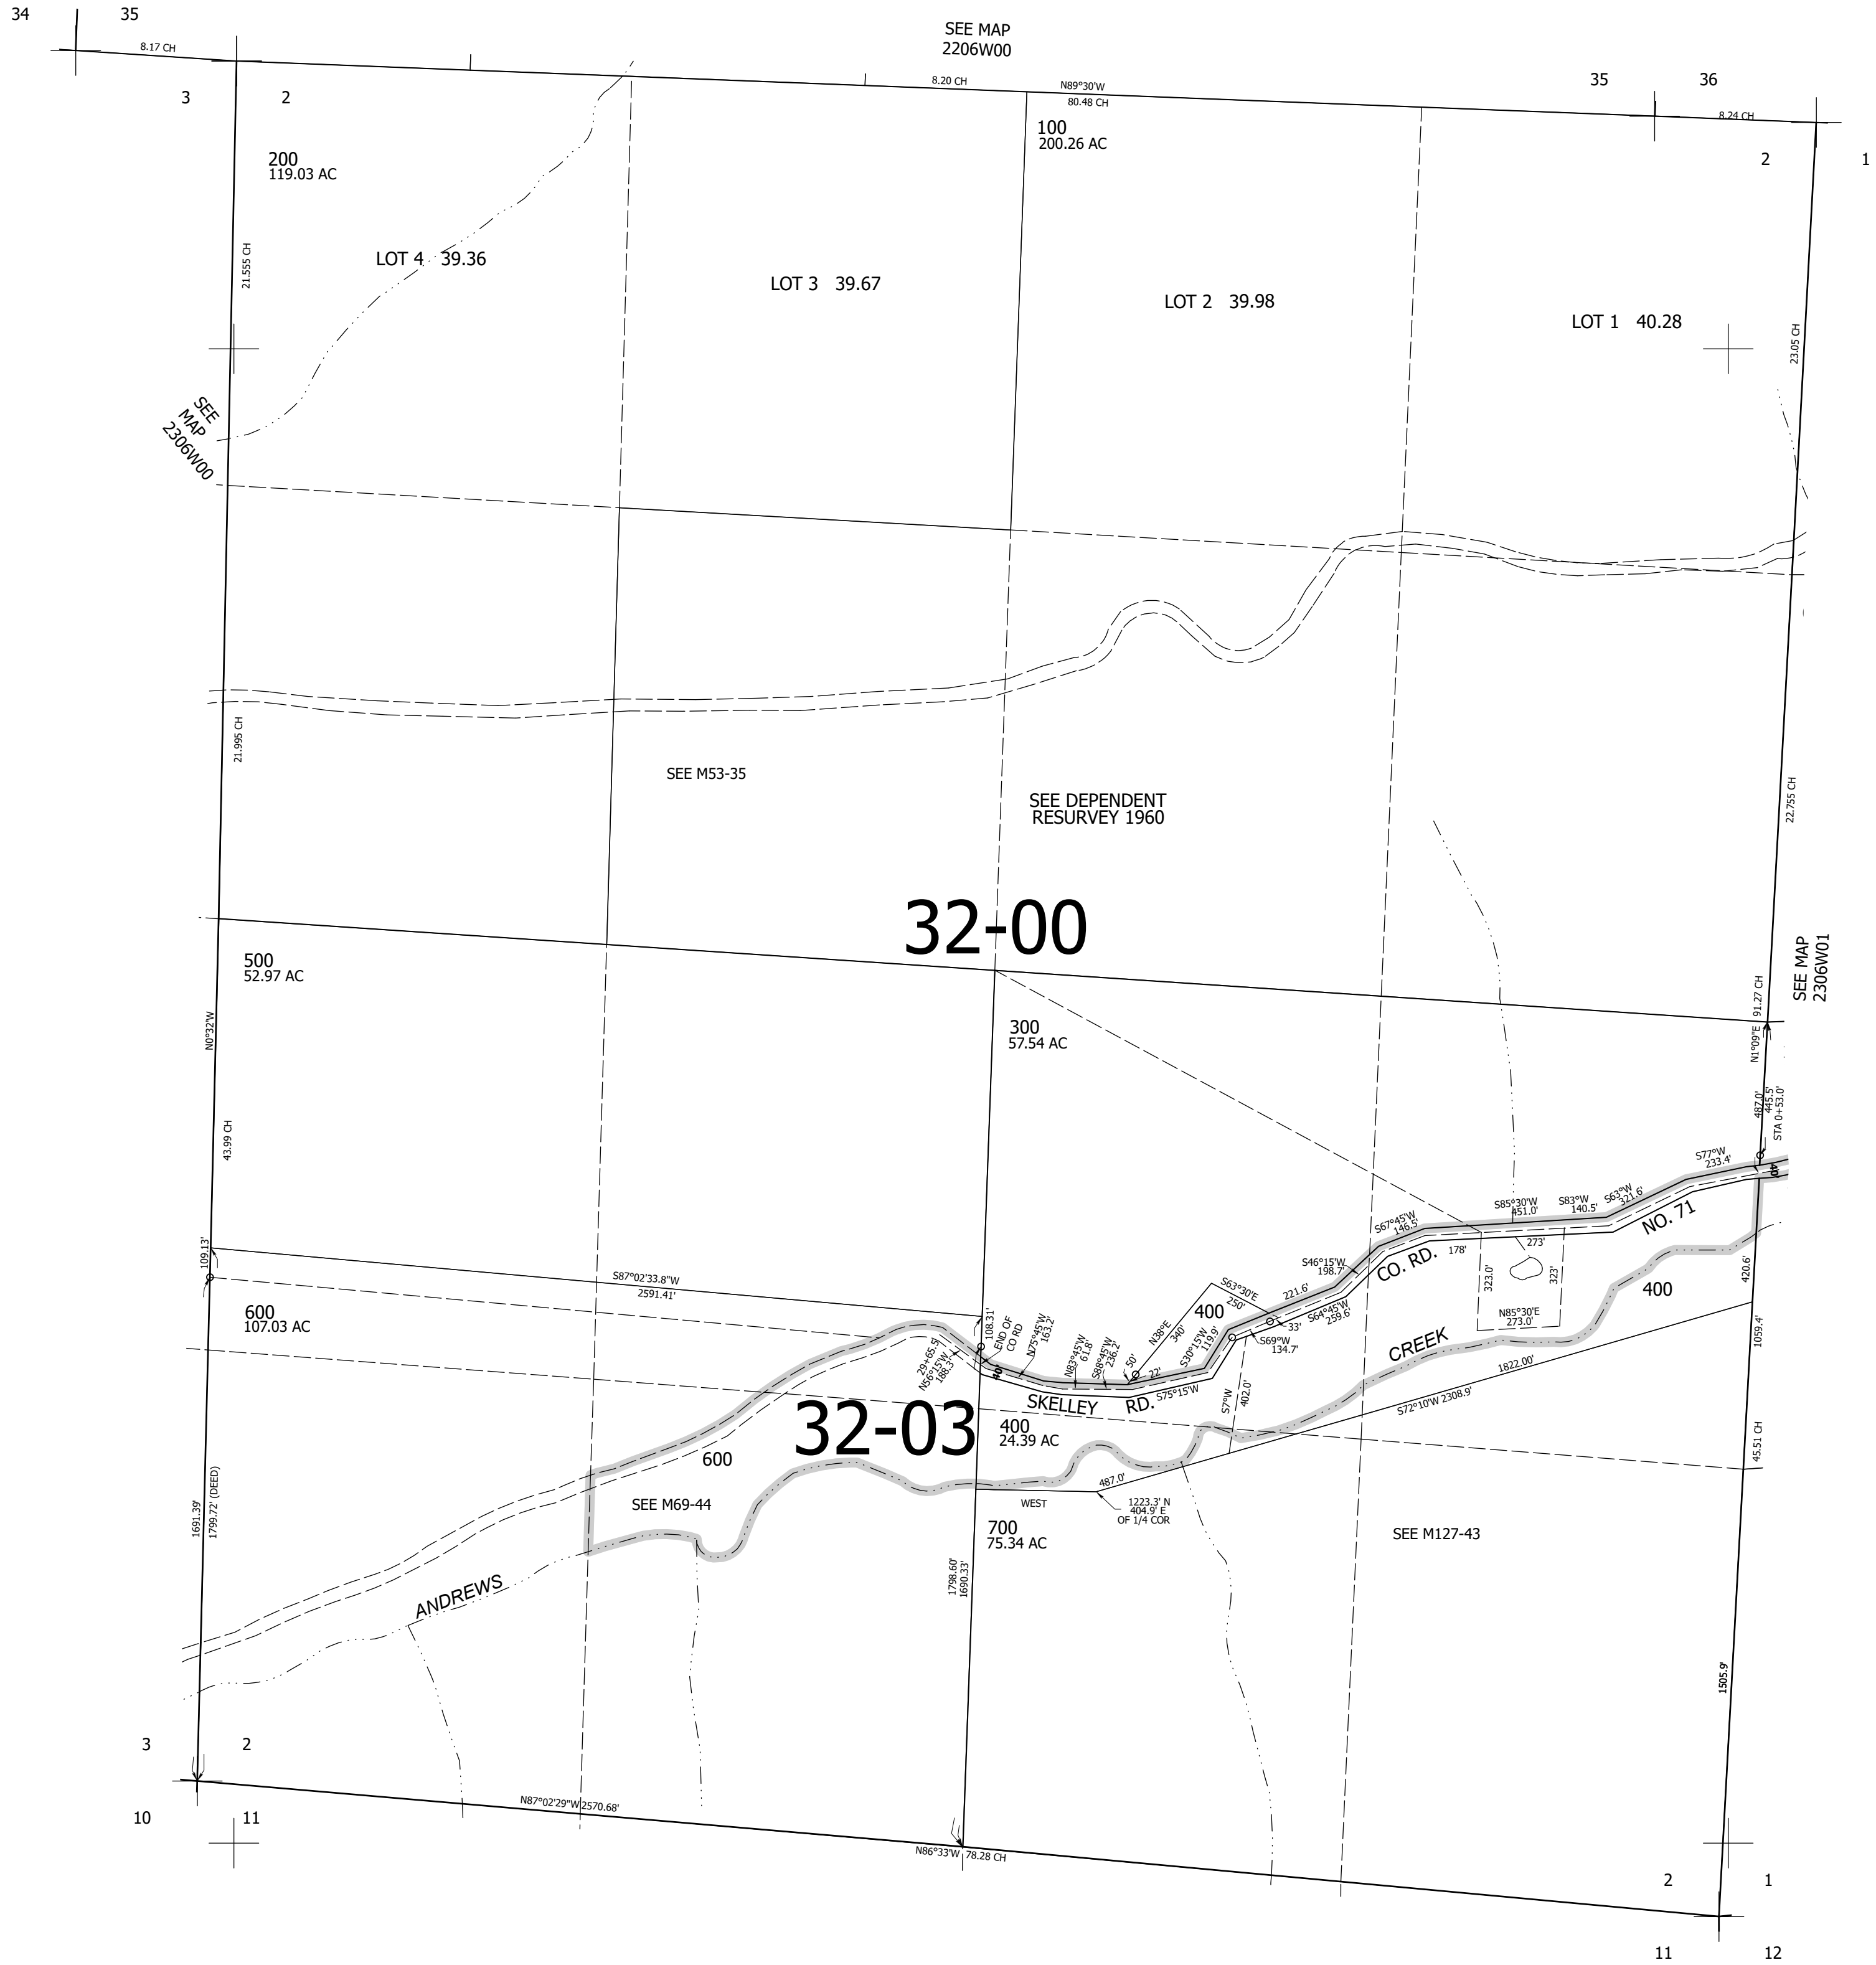 34
35
8.17 CH
SEE MAP
2206W00
8.20 CH
N89°30'W
80.48 CH
35
36
8.24 CH
3
2
2
1
100
200.26 AC
200
119.03 AC
LOT 4 39.36
LOT 3 39.67
LOT 2 39.98
LOT 1 40.28
21.555 CH
23.05 CH
SEE
MAP
2306W00
21.995 CH
SEE M53-35
SEE DEPENDENT
RESURVEY 1960
22.755 CH
32-00
500
52.97 AC
SEE MAP
2306W01
91.27 CH
N1°09"E
300
57.54 AC
N0°32'W
43.99 CH
487.0'
445.5'
STA 0+53.0'
40'
S77°W
233.4'
S63°W
321.6'
S83°W
140.5'
S85°30'W
451.0'
NO. 71
S67°45'W
146.5'
CO. RD.
178'
273'
S46°15'W
198.7'
323.0'
323'
N85°30'E
273.0'
400
420.6'
109.13'
S87°02'33.8"W
2591.41'
600
107.03 AC
108.31'
END OF
CO RD
N75°45'W
163.2'
29+65.5'
N56°15'W
188.3'
40'
N83°45'W
61.8'
S88°45'W
236.2'
50'
22'
N38°E
340'
S63°30'E
250'
400
221.6'
33'
S64°45'W
259.6'
S69°W
134.7'
S30°15'W
119.9'
S75°15'W
SKELLEY RD.
S7°W
402.0'
CREEK
1822.00'
S72°10'W 2308.9'
1059.4'
32-03
400
24.39 AC
600
SEE M69-44
487.0'
WEST
1223.3' N
404.9' E
OF 1/4 COR
45.51 CH
700
75.34 AC
SEE M127-43
1691.39'
1799.72' (DEED)
ANDREWS
1798.60'
1690.33'
1505.9'
3
2
10
11
N87°02'29"W 2570.68'
N86°33'W 78.28 CH
2
1
11
12